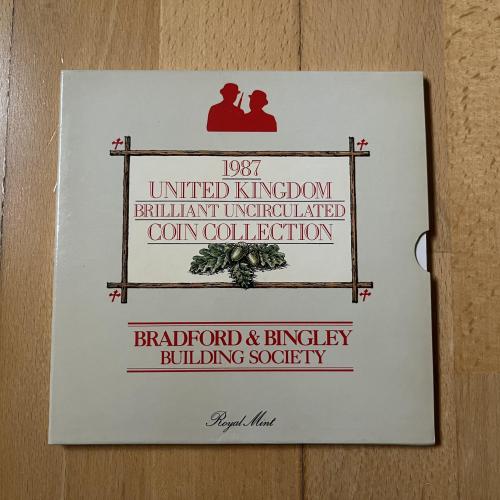 1987
UNITED KINGDOM
BRILLIANT UNCIRCULATED
COIN COLLECTION
BRADFORD & BINGLEY
BUILDING SOCIETY
Royal Mint